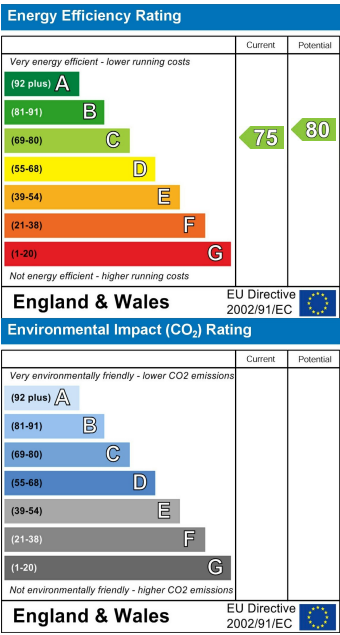 Energy Efficiency Rating
Current Potential
Very energy efficient - lower running costs
(92 plus) A
(81-91) B
(69-80) C
75 80
(55-68) D
(39-54) E
(21-38) F
(1-20) G
Not energy efficient - higher running costs
England & Wales
EU Directive
2002/91/EC
Environmental Impact (CO₂) Rating
Current Potential
Very environmentally friendly - lower CO2 emissions
(92 plus) A
(81-91) B
(69-80) C
(55-68) D
(39-54) E
(21-38) F
(1-20) G
Not environmentally friendly - higher CO2 emissions
England & Wales
EU Directive
2002/91/EC